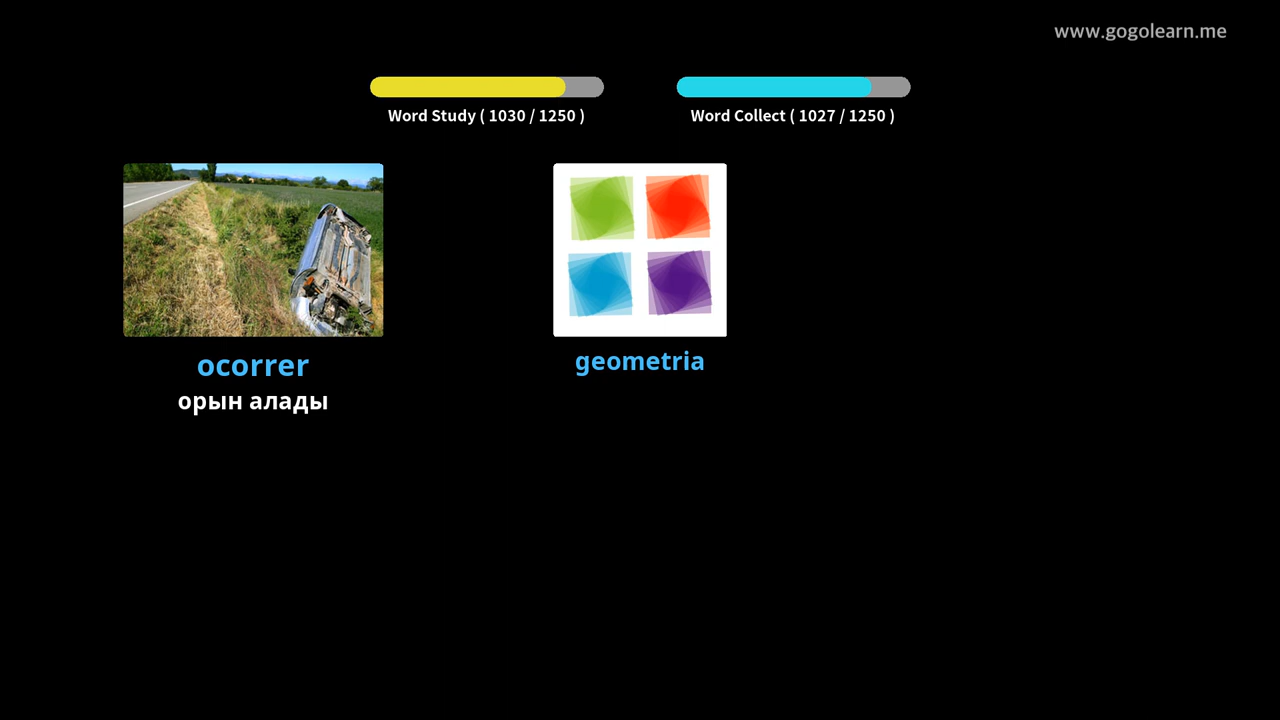 www.gogolearn.me
Word Study ( 1030 / 1250 )
Word Collect ( 1027 / 1250 )
ocorrer
орын алады
geometria